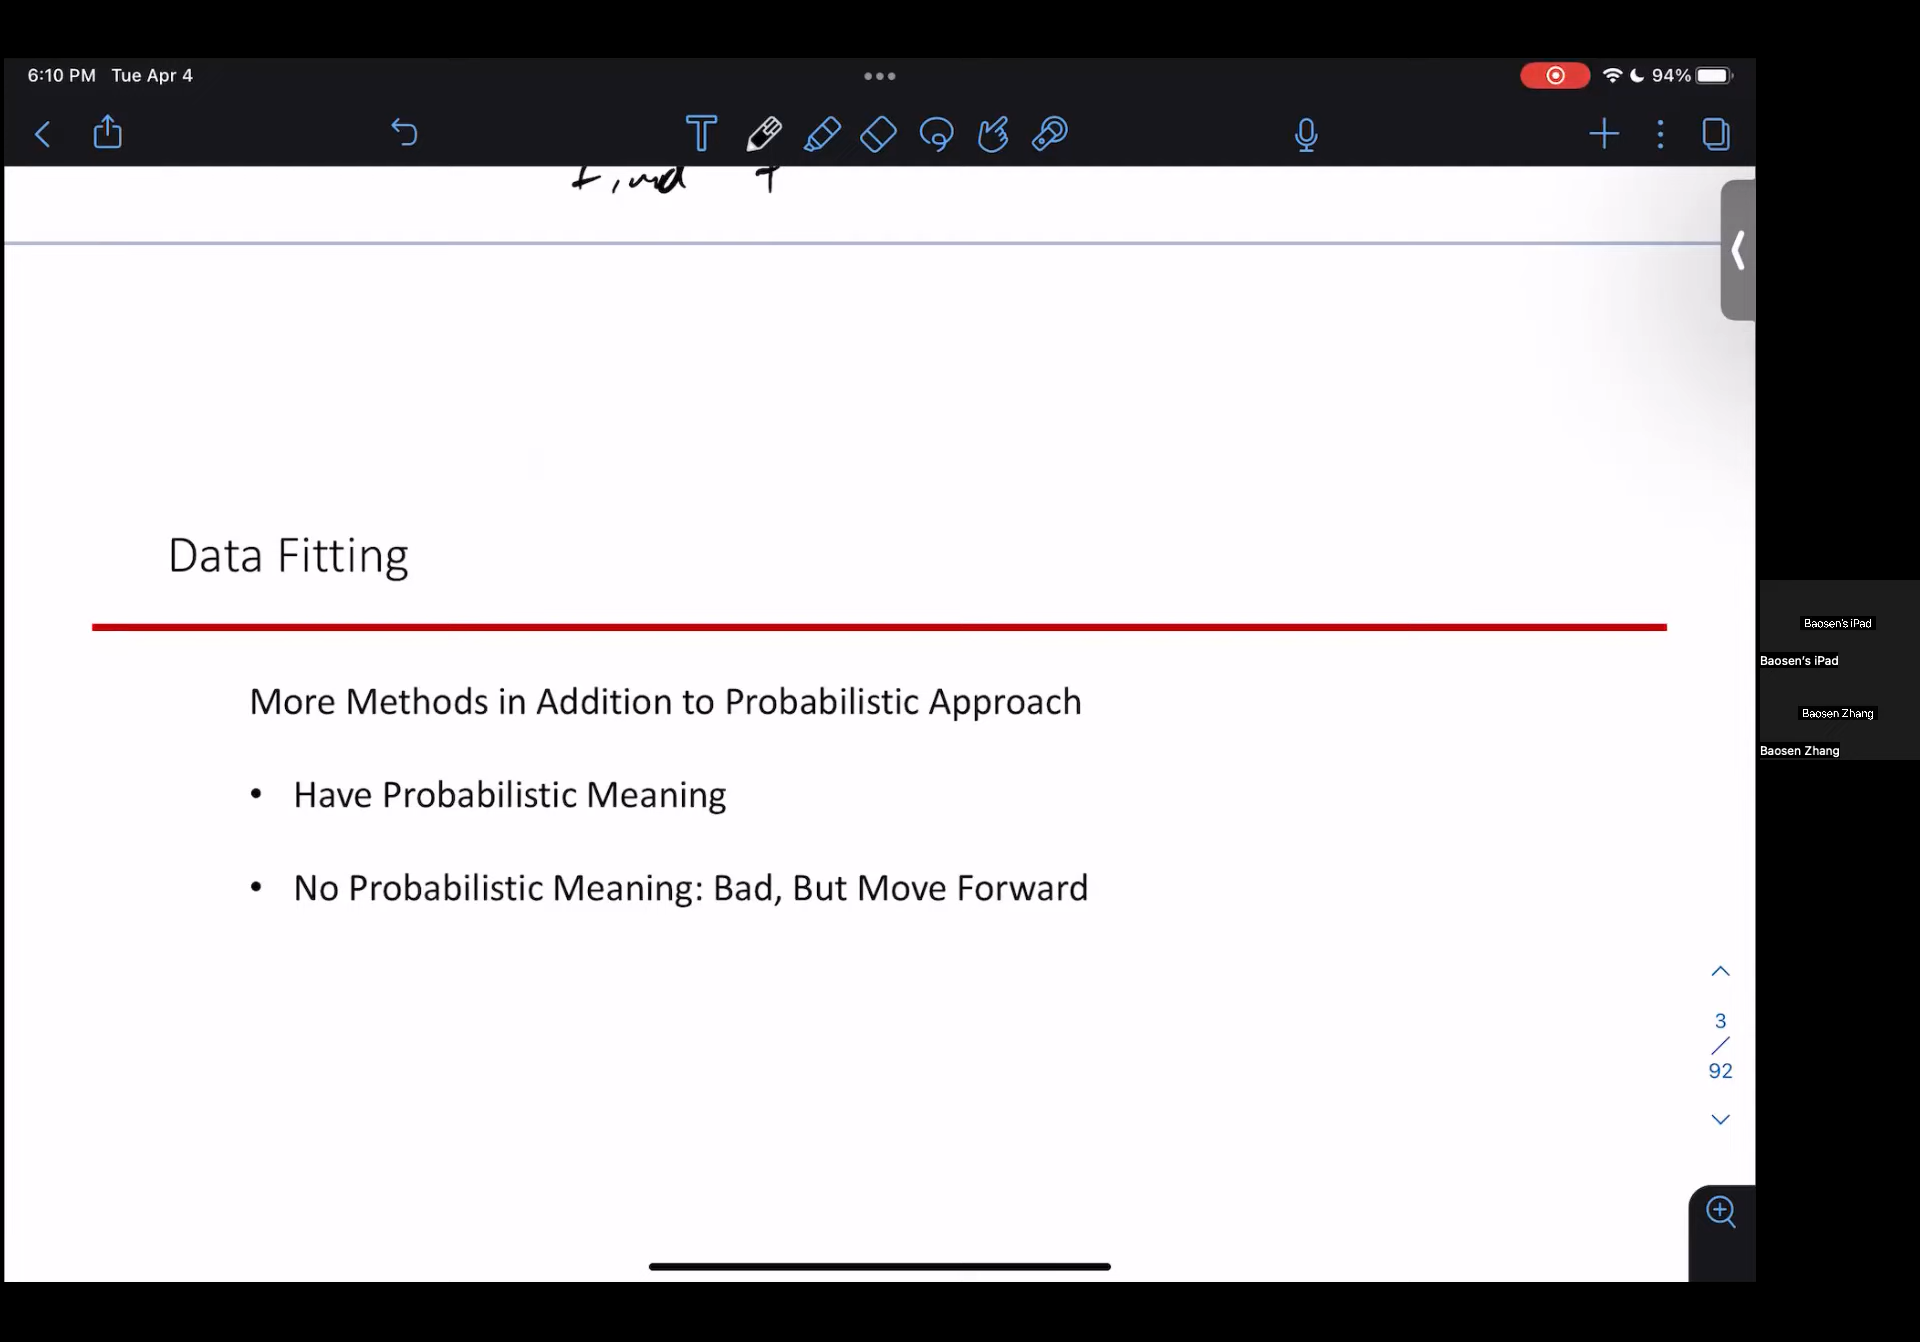 6:10 PM Tue Apr 4
94%
Data Fitting
More Methods in Addition to Probabilistic Approach
• Have Probabilistic Meaning
• No Probabilistic Meaning: Bad, But Move Forward
3
/
92
Baosen's iPad
Baosen's iPad
Baosen Zhang
Baosen Zhang